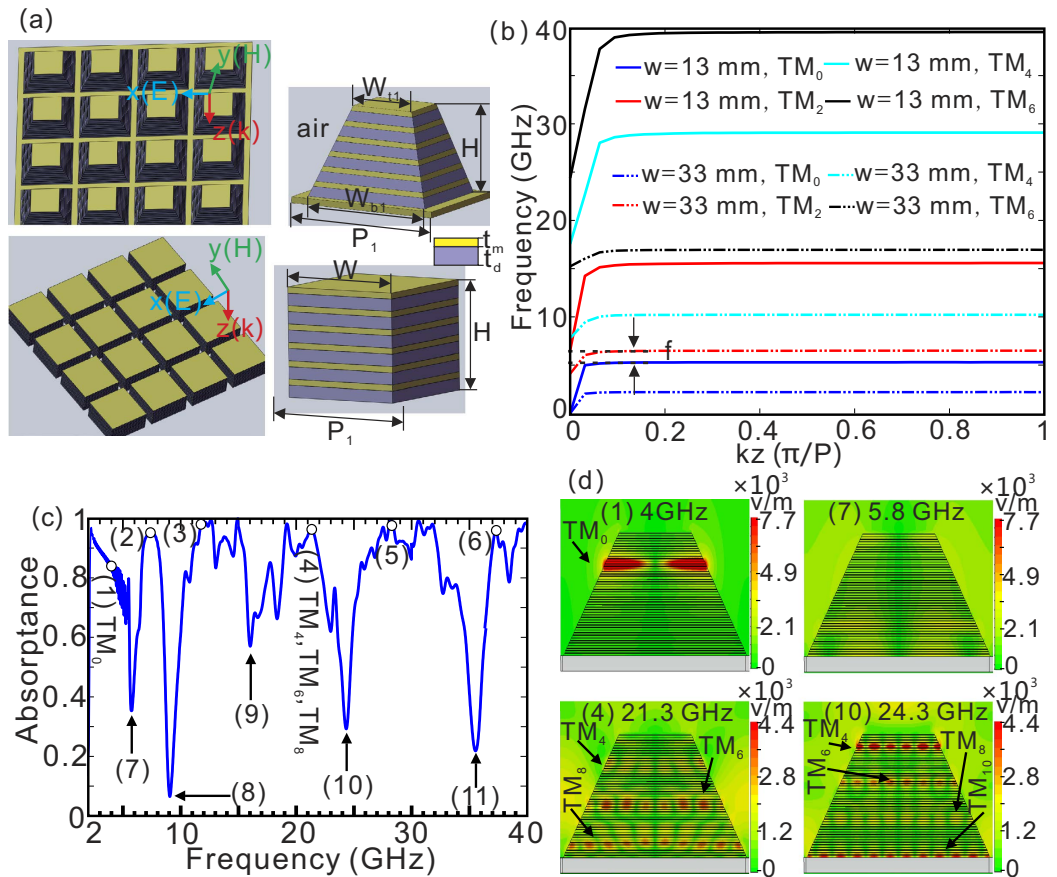 (a)
y(H)
x(E)
z(k)
W_t1
air
H
W_b1
P_1
t_m
t_d
y(H)
x(E)
z(k)
W
H
P_1
(b)
40
30
20
10
0
Frequency (GHz)
w=13 mm, TM₀
w=13 mm, TM₄
w=13 mm, TM₂
w=13 mm, TM₆
w=33 mm, TM₀
w=33 mm, TM₄
w=33 mm, TM₂
w=33 mm, TM₆
f
0 0.2 0.4 0.6 0.8 1
kz (π/P)
(c)
1
0.8
0.6
0.4
0.2
0
Absorptance
(1) TM₀
(2)
(3)
(4) TM₄, TM₆, TM₈
(5)
(6)
(7)
(8)
(9)
(10)
(11)
2 10 20 30 40
Frequency (GHz)
(d)
×10³
v/m
(1) 4GHz
TM₀
7.7
4.9
2.1
0
×10³
v/m
(7) 5.8 GHz
7.7
4.9
2.1
0
×10³
v/m
(4) 21.3 GHz
TM₄
TM₆
TM₈
4.4
2.8
1.2
0
×10³
v/m
(10) 24.3 GHz
TM₄
TM₆
TM₈
TM₁₀
4.4
2.8
1.2
0